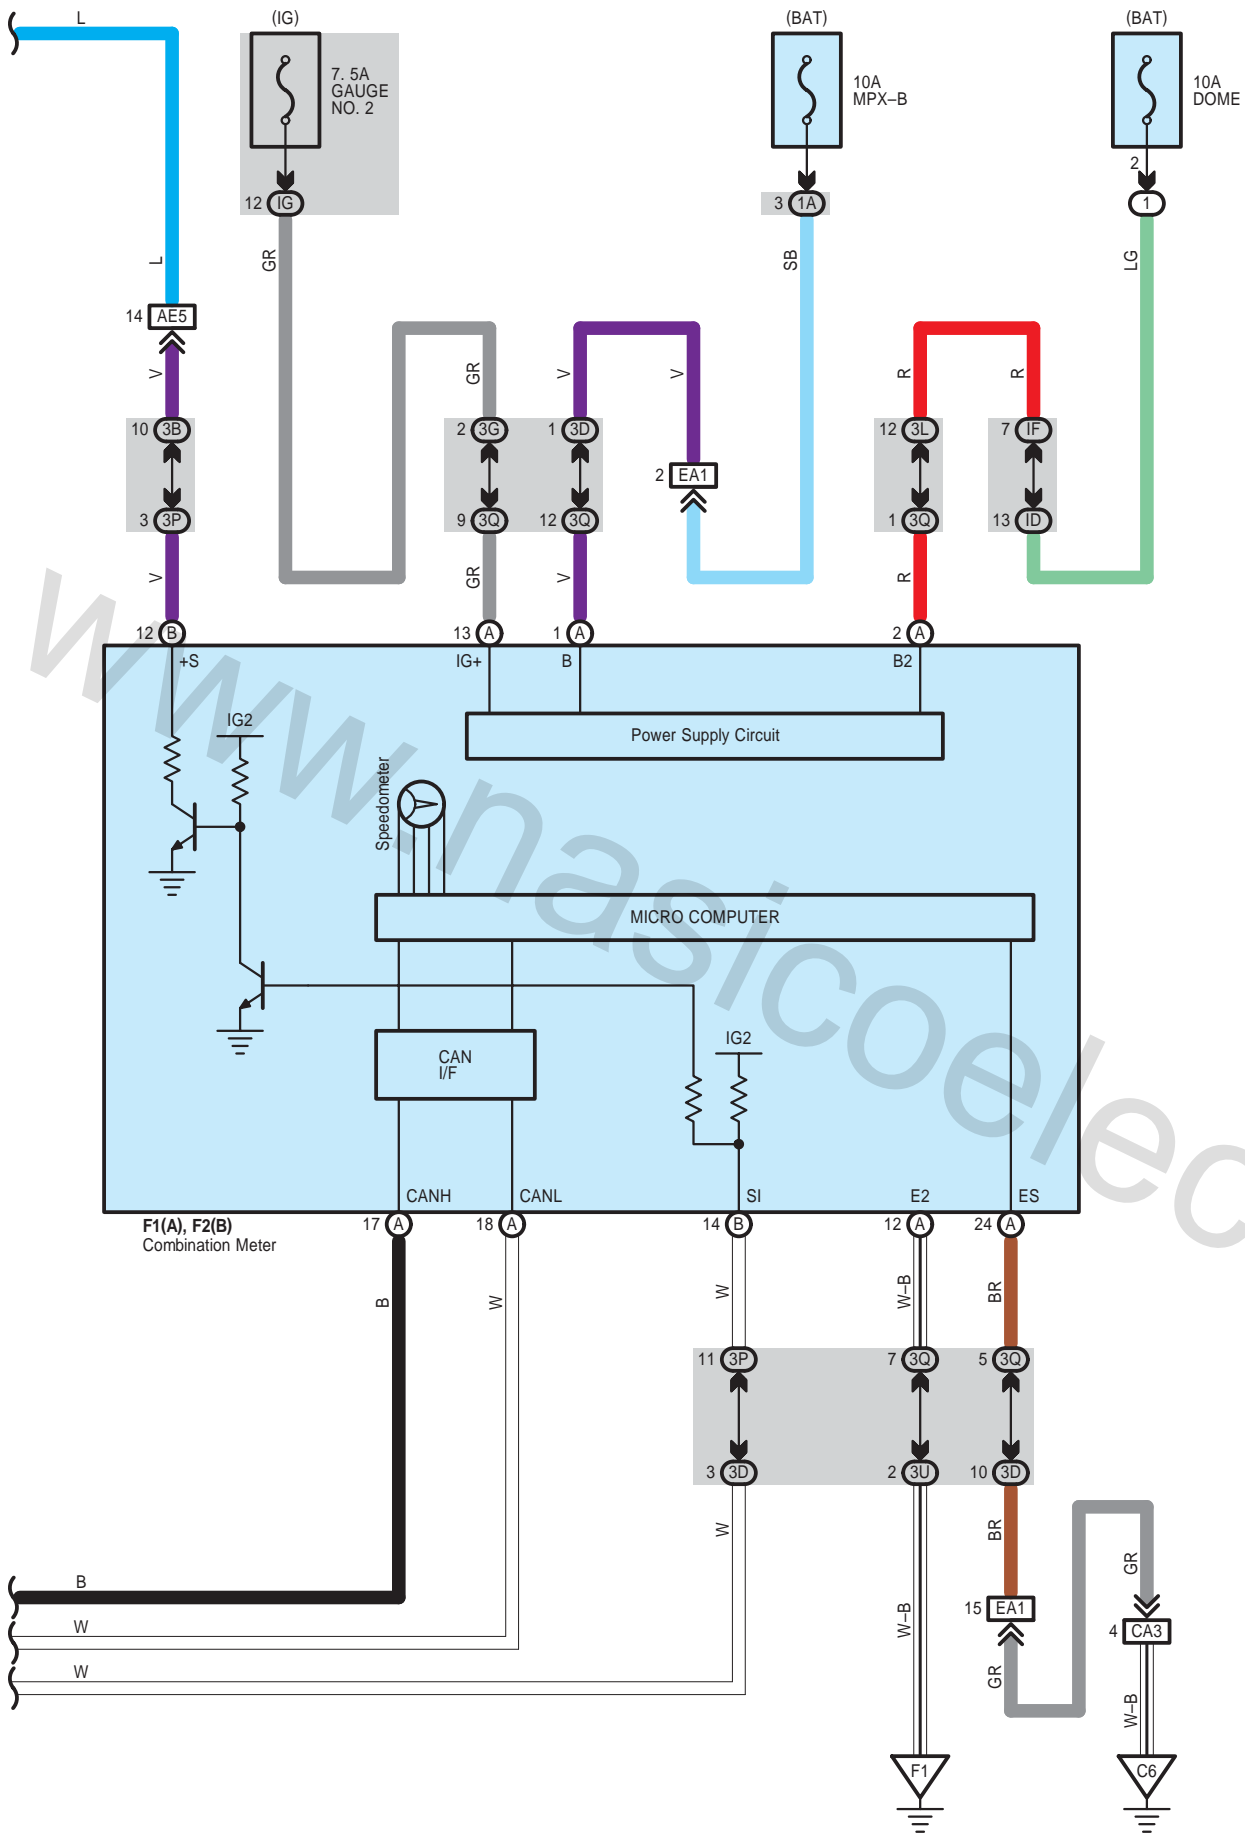 L
(IG)
(BAT)
(BAT)
7. 5A
GAUGE
NO. 2
10A
MPX–B
10A
DOME
2
12 IG
3 1A
1
L
GR
SB
LG
14 AE5
V
GR
V
V
R
R
10 3B
2 3G
1 3D
12 3L
7 IF
2 EA1
3 3P
9 3Q
12 3Q
1 3Q
13 ID
V
GR
V
R
12 B
13 A
1 A
2 A
+S
IG+
B
B2
IG2
Power Supply Circuit
Speedometer
MICRO COMPUTER
IG2
CAN
I/F
CANH
CANL
SI
E2
ES
F1(A), F2(B)
Combination Meter
17 A
18 A
14 B
12 A
24 A
B
W
W
W–B
BR
11 3P
7 3Q
5 3Q
3 3D
2 3U
10 3D
W
BR
GR
B
15 EA1
W–B
4 CA3
W
W
GR
W–B
F1
C6
www.nasicoelec